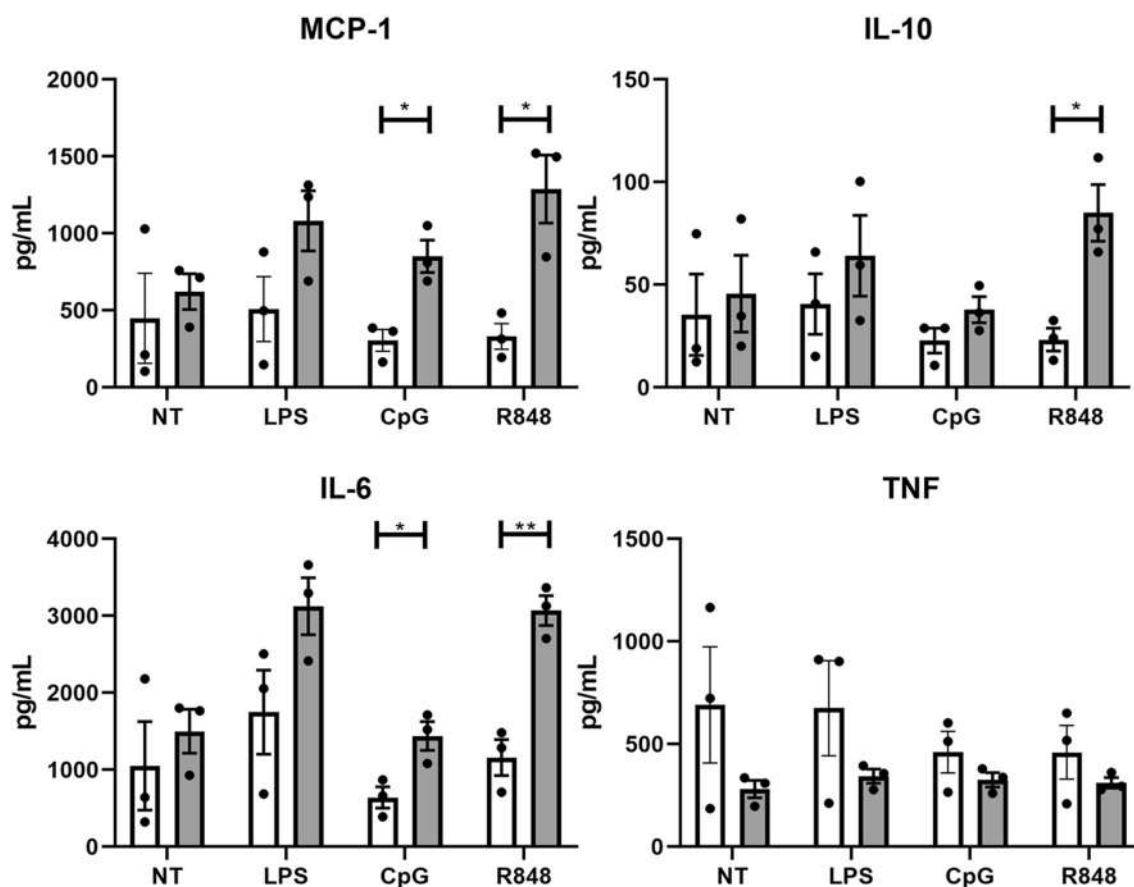 MCP-1
pg/mL
2000
1500
1000
500
0
*
*
NT
LPS
CpG
R848
IL-10
pg/mL
150
100
50
0
*
NT
LPS
CpG
R848
IL-6
pg/mL
4000
3000
2000
1000
0
*
**
NT
LPS
CpG
R848
TNF
pg/mL
1500
1000
500
0
NT
LPS
CpG
R848